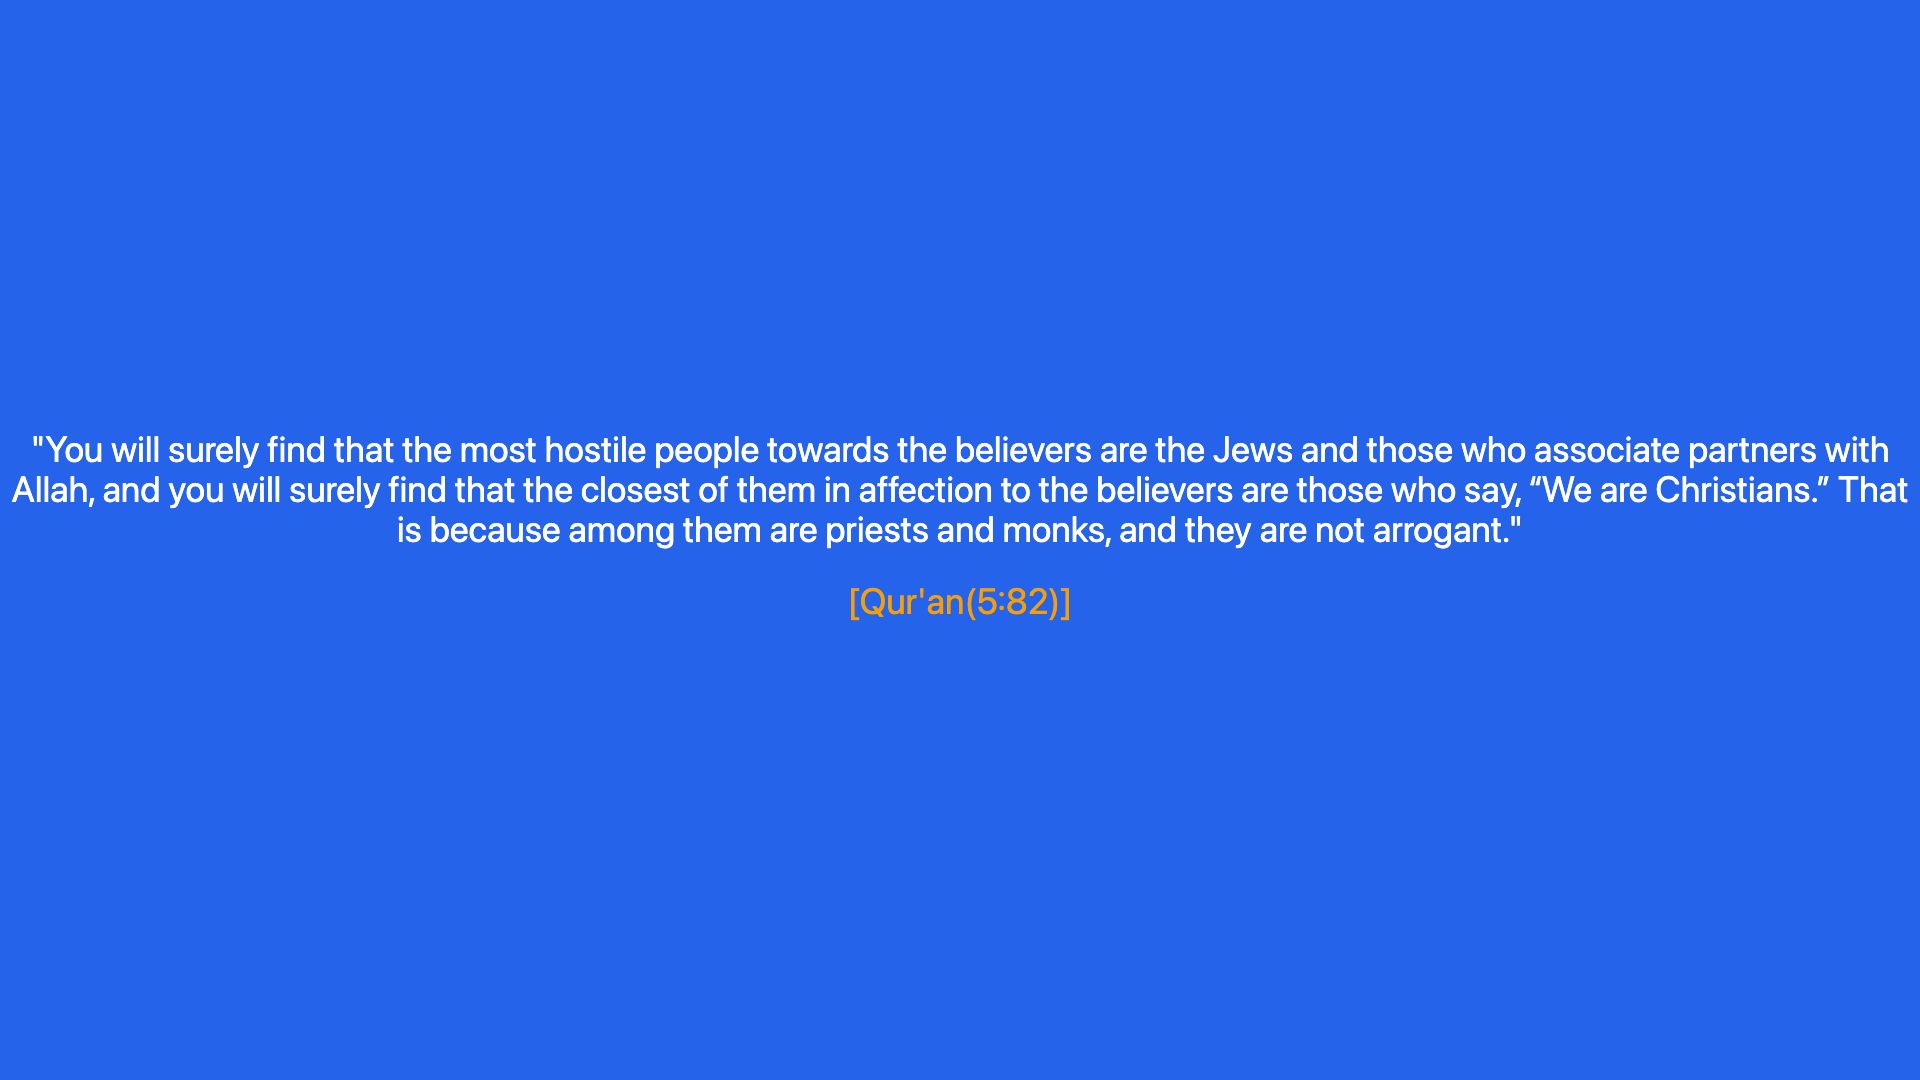 "You will surely find that the most hostile people towards the believers are the Jews and those who associate partners with
Allah, and you will surely find that the closest of them in affection to the believers are those who say, “We are Christians.” That
is because among them are priests and monks, and they are not arrogant."
[Qur'an(5:82)]